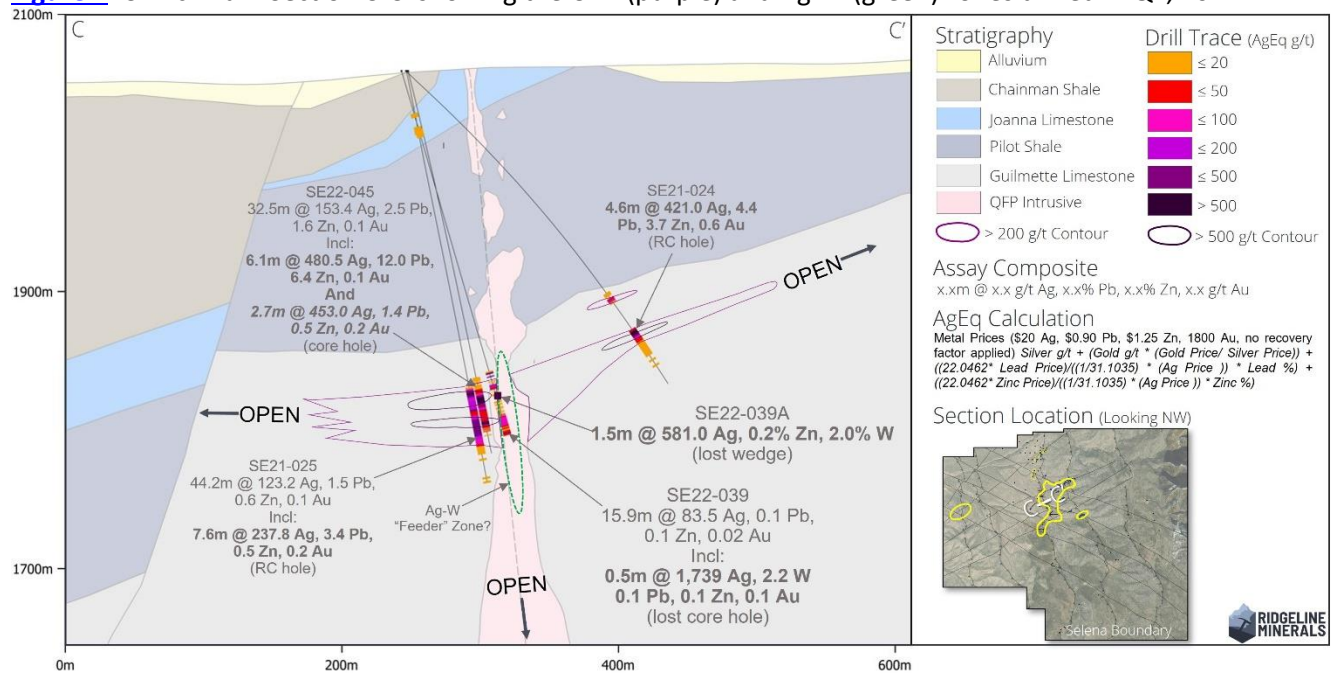 2100m
C
C'
2000m
1900m
1800m
1700m
0m
200m
400m
600m
SE22-045
32.5m @ 153.4 Ag, 2.5 Pb,
1.6 Zn, 0.1 Au
Incl:
6.1m @ 480.5 Ag, 12.0 Pb,
6.4 Zn, 0.1 Au
And
2.7m @ 453.0 Ag, 1.4 Pb,
0.5 Zn, 0.2 Au
(core hole)
SE21-024
4.6m @ 421.0 Ag, 4.4
Pb, 3.7 Zn, 0.6 Au
(RC hole)
OPEN
OPEN
SE21-025
44.2m @ 123.2 Ag, 1.5 Pb,
0.6 Zn, 0.1 Au
Incl:
7.6m @ 237.8 Ag, 3.4 Pb,
0.5 Zn, 0.2 Au
(RC hole)
Ag-W
"Feeder" Zone?
OPEN
SE22-039A
1.5m @ 581.0 Ag, 0.2% Zn, 2.0% W
(lost wedge)
SE22-039
15.9m @ 83.5 Ag, 0.1 Pb,
0.1 Zn, 0.02 Au
Incl:
0.5m @ 1,739 Ag, 2.2 W
0.1 Pb, 0.1 Zn, 0.1 Au
(lost core hole)
Stratigraphy
Alluvium
Chainman Shale
Joanna Limestone
Pilot Shale
Guilmette Limestone
QFP Intrusive
> 200 g/t Contour
Drill Trace (AgEq g/t)
≤ 20
≤ 50
≤ 100
≤ 200
≤ 500
> 500
> 500 g/t Contour
Assay Composite
x.xm @ x.x g/t Ag, x.x% Pb, x.x% Zn, x.x g/t Au
AgEq Calculation
Metal Prices ($20 Ag, $0.90 Pb, $1.25 Zn, 1800 Au, no recovery
factor applied) Silver g/t + (Gold g/t * (Gold Price/ Silver Price)) +
((22.0462* Lead Price)/((1/31.1035) * (Ag Price )) * Lead %) +
((22.0462* Zinc Price)/((1/31.1035) * (Ag Price )) * Zinc %)
Section Location (Looking NW)
Selena Boundary
RIDGELINE
MINERALS